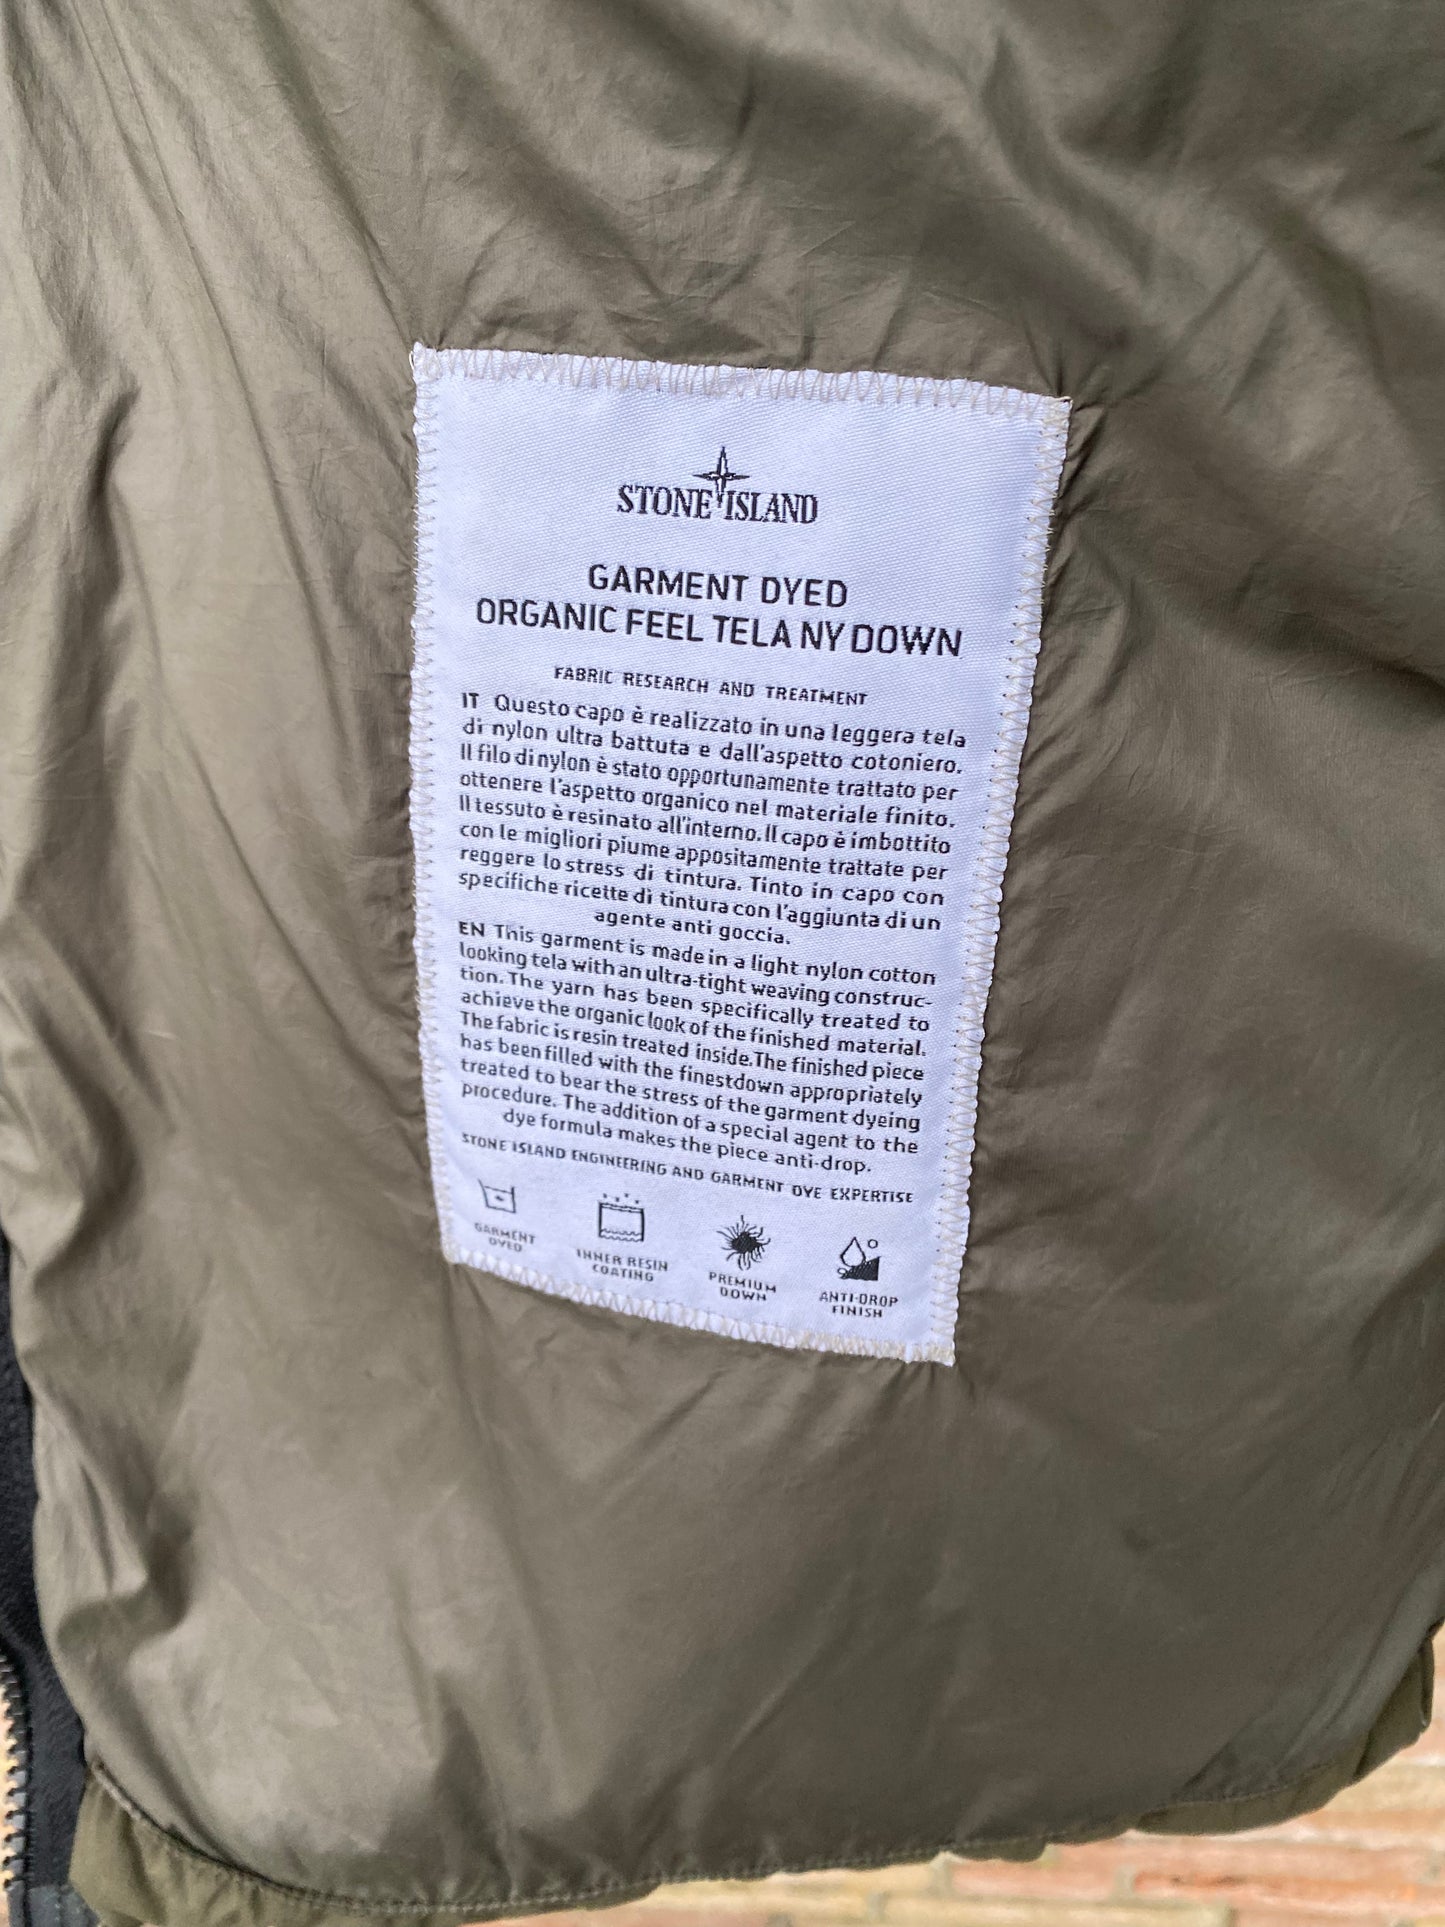 STONE ISLAND
GARMENT DYED
ORGANIC FEEL TELA NY DOWN
FABRIC RESEARCH AND TREATMENT
IT Questo capo è realizzato in una leggera tela
di nylon ultra battuta e dall'aspetto cotoniero.
Il filo di nylon è stato opportunamente trattato per
ottenere l'aspetto organico nel materiale finito.
Il tessuto è resinato all'interno. Il capo è imbottito
con le migliori piume appositamente trattate per
reggere lo stress di tintura. Tinto in capo con
specifiche ricette di tintura con l'aggiunta di un
agente anti goccia.
EN This garment is made in a light nylon cotton
looking tela with an ultra-tight weaving construc-
tion. The yarn has been specifically treated to
achieve the organic look of the finished material.
The fabric is resin treated inside. The finished piece
has been filled with the finest down appropriately
treated to bear the stress of the garment dyeing
procedure. The addition of a special agent to the
dye formula makes the piece anti-drop.
STONE ISLAND ENGINEERING AND GARMENT DYE EXPERTISE
GARMENT
DYED
INNER RESIN
COATING
PREMIUM
DOWN
ANTI-DROP
FINISH